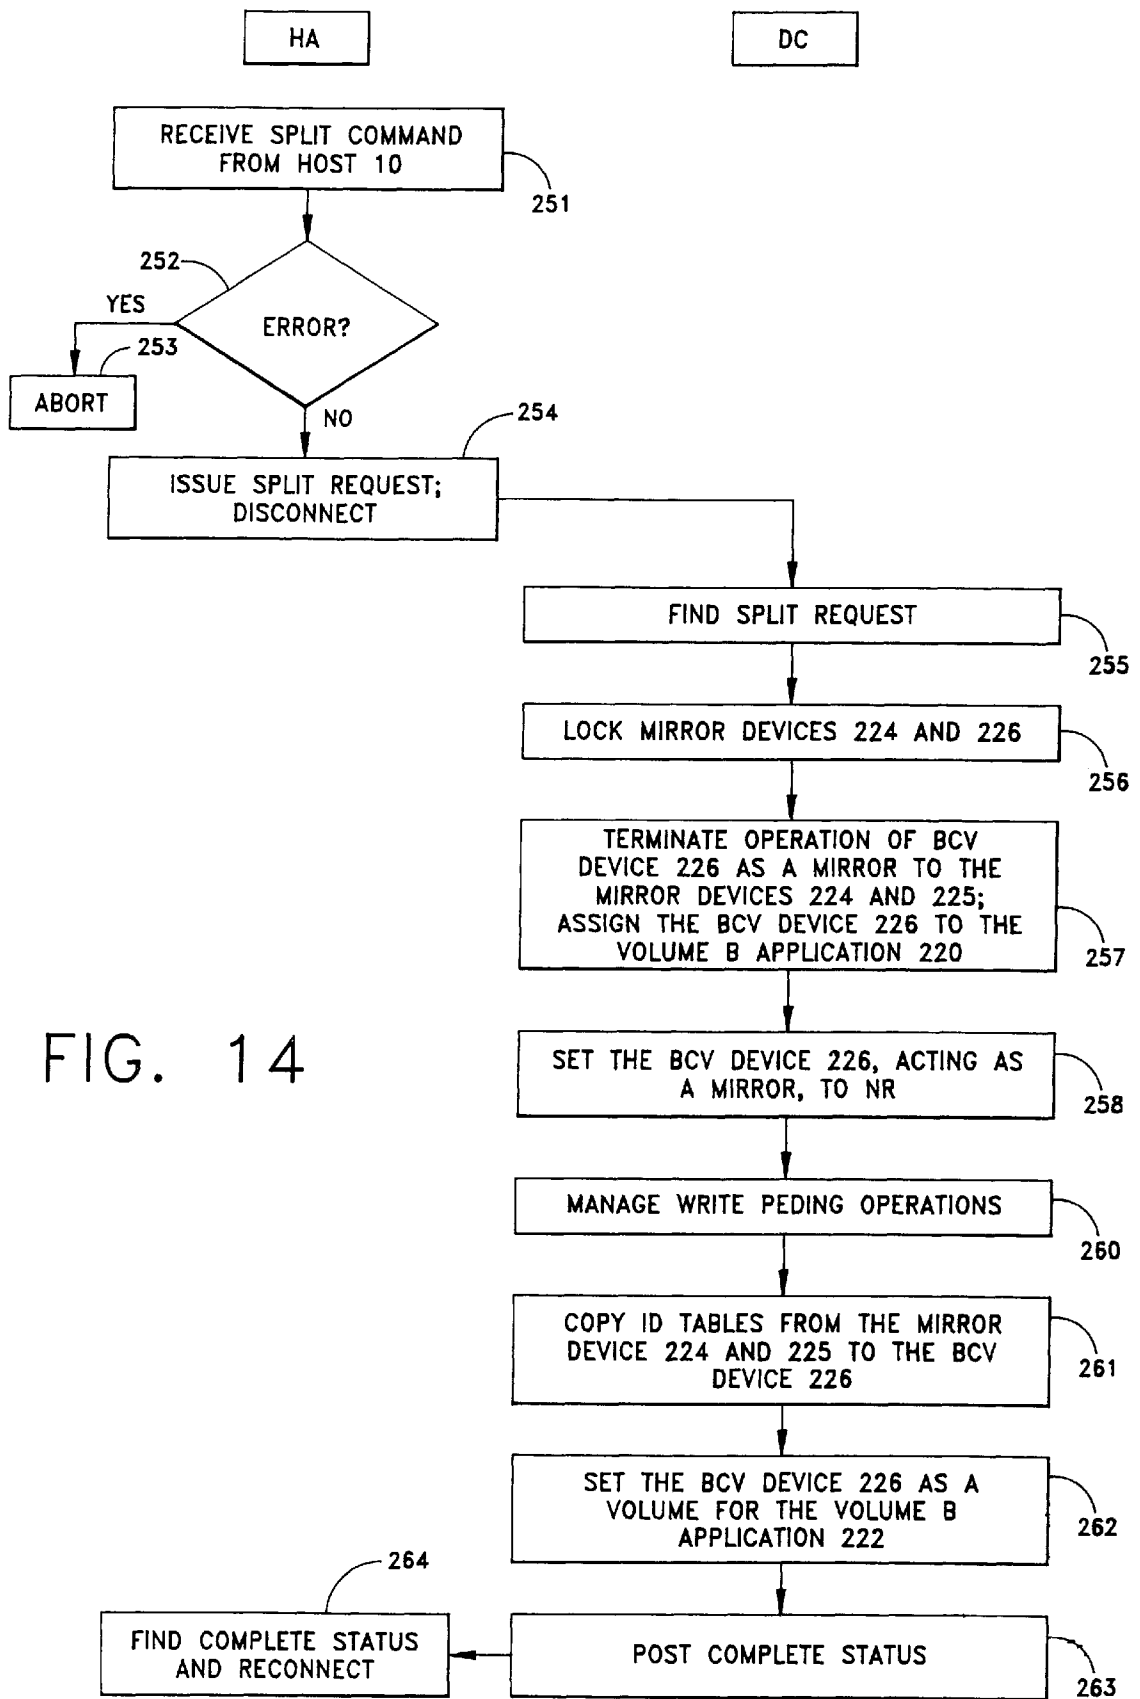 HA
DC
RECEIVE SPLIT COMMAND
FROM HOST 10
251
252
YES
ERROR?
253
ABORT
NO
254
ISSUE SPLIT REQUEST;
DISCONNECT
FIND SPLIT REQUEST
255
LOCK MIRROR DEVICES 224 AND 226
256
TERMINATE OPERATION OF BCV
DEVICE 226 AS A MIRROR TO THE
MIRROR DEVICES 224 AND 225;
ASSIGN THE BCV DEVICE 226 TO THE
VOLUME B APPLICATION 220
257
FIG. 14
SET THE BCV DEVICE 226, ACTING AS
A MIRROR, TO NR
258
MANAGE WRITE PEDING OPERATIONS
260
COPY ID TABLES FROM THE MIRROR
DEVICE 224 AND 225 TO THE BCV
DEVICE 226
261
SET THE BCV DEVICE 226 AS A
VOLUME FOR THE VOLUME B
APPLICATION 222
262
264
FIND COMPLETE STATUS
AND RECONNECT
POST COMPLETE STATUS
263